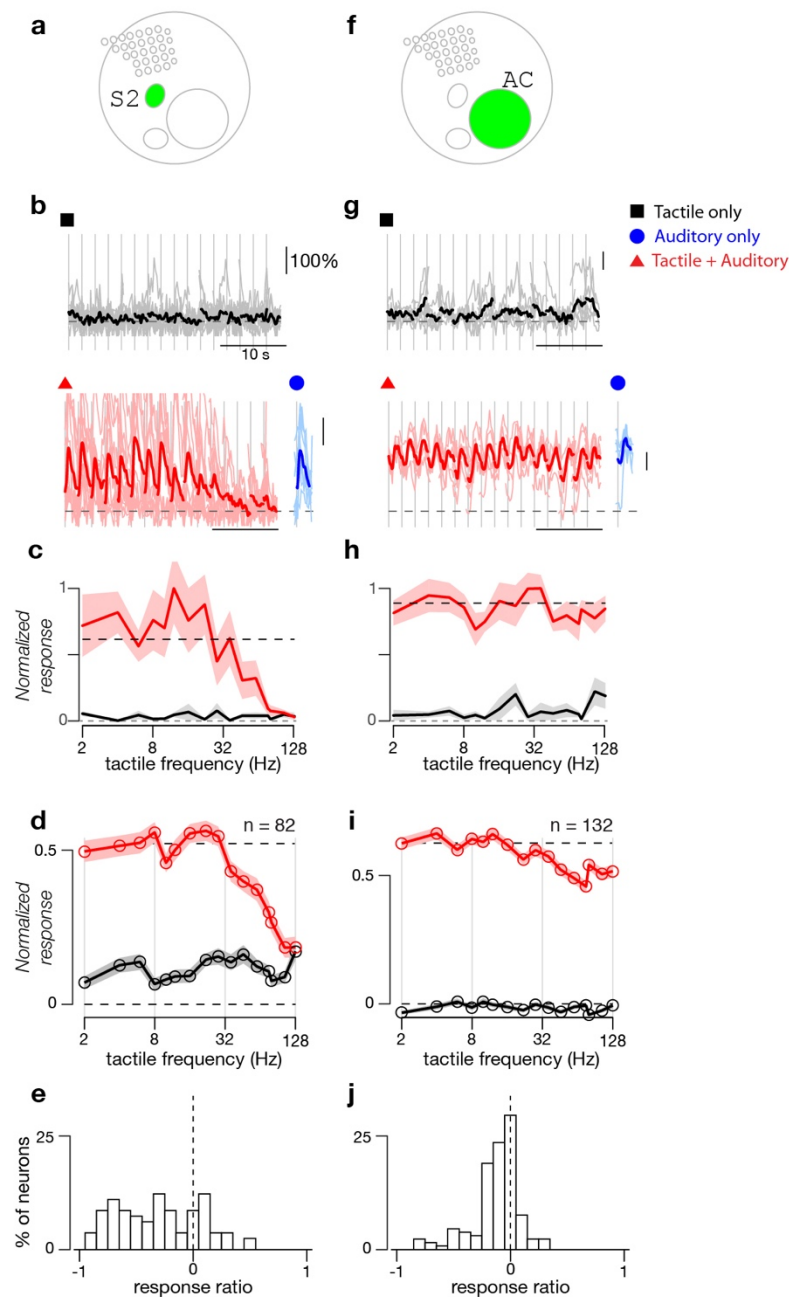 a
S2
f
AC
b
100%
10 s
g
Tactile only
Auditory only
Tactile + Auditory
c
Normalized
response
1
0
2 8 32 128
tactile frequency (Hz)
h
1
0
2 8 32 128
tactile frequency (Hz)
d
n = 82
Normalized
response
0.5
0
2 8 32 128
tactile frequency (Hz)
i
n = 132
0.5
0
2 8 32 128
tactile frequency (Hz)
e
% of neurons
25
0
-1 0 1
response ratio
j
25
0
-1 0 1
response ratio